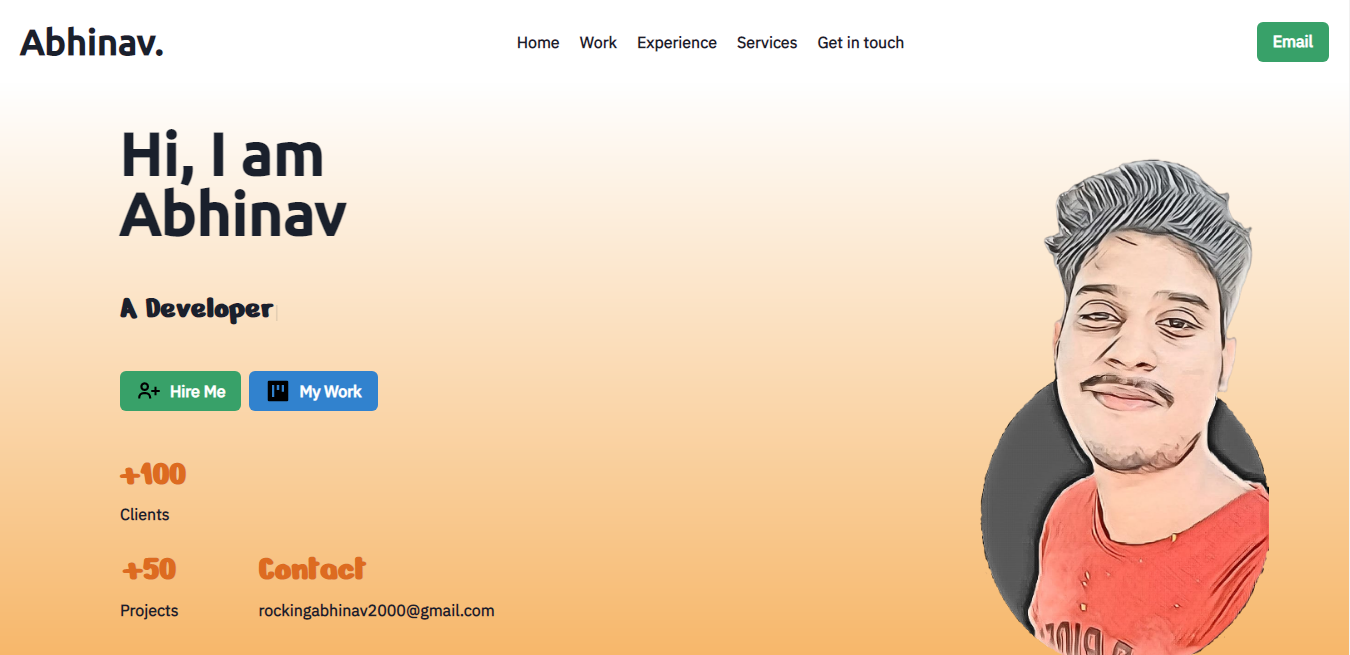 Abhinav.
Home Work Experience Services Get in touch
Email
Hi, I am
Abhinav
A Developer
Hire Me
My Work
+100
Clients
+50
Projects
Contact
rockingabhinav2000@gmail.com